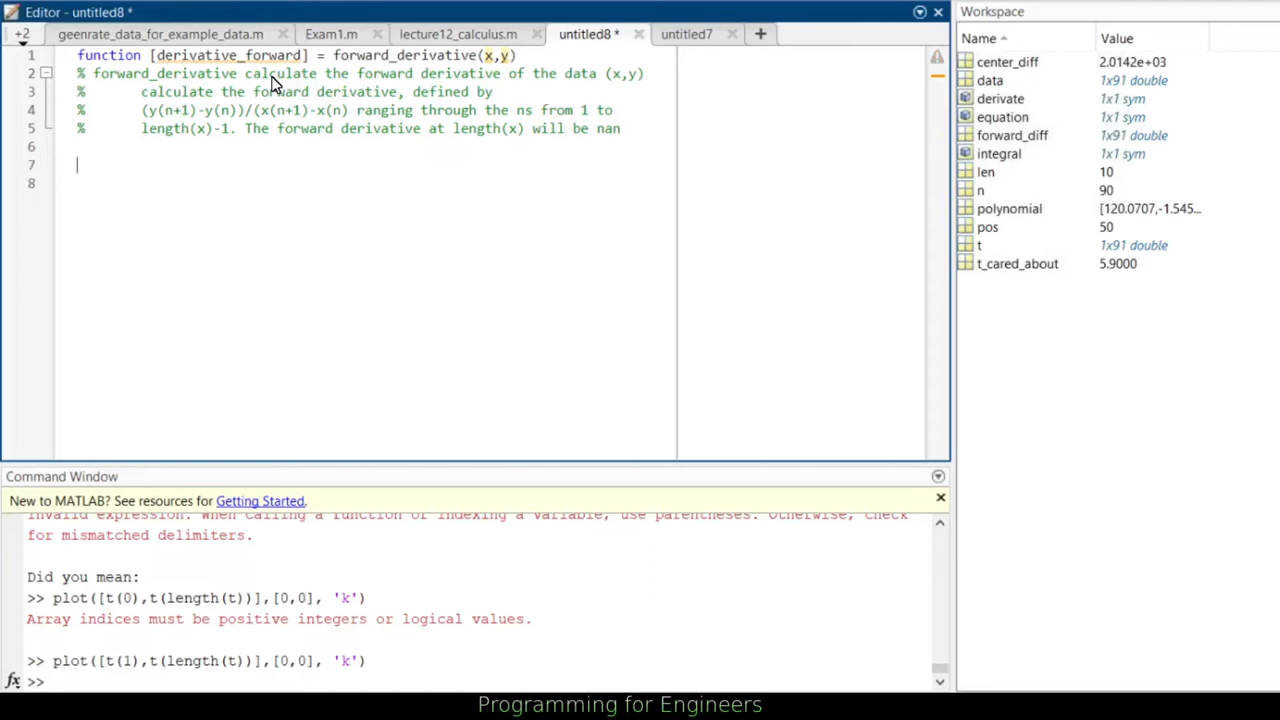 Editor - untitled8 *
+2 geenrate_data_for_example_data.m Exam1.m lecture12_calculus.m untitled8 * untitled7
1 function [derivative_forward] = forward_derivative(x,y)
2 % forward_derivative calculate the forward derivative of the data (x,y)
3 % calculate the forward derivative, defined by
4 % (y(n+1)-y(n))/(x(n+1)-x(n) ranging through the ns from 1 to
5 % length(x)-1. The forward derivative at length(x) will be nan
6
7
8
Command Window
New to MATLAB? See resources for Getting Started.
invalid expression. When calling a function or indexing a variable, use parentheses. Otherwise, check
for mismatched delimiters.
Did you mean:
>> plot([t(0),t(length(t))],[0,0], 'k')
Array indices must be positive integers or logical values.
>> plot([t(1),t(length(t))],[0,0], 'k')
fx >>
Workspace
Name Value
center_diff 2.0142e+03
data 1x91 double
derivate 1x1 sym
equation 1x1 sym
forward_diff 1x91 double
integral 1x1 sym
len 10
n 90
polynomial [120.0707,-1.545...
pos 50
t 1x91 double
t_cared_about 5.9000
Programming for Engineers